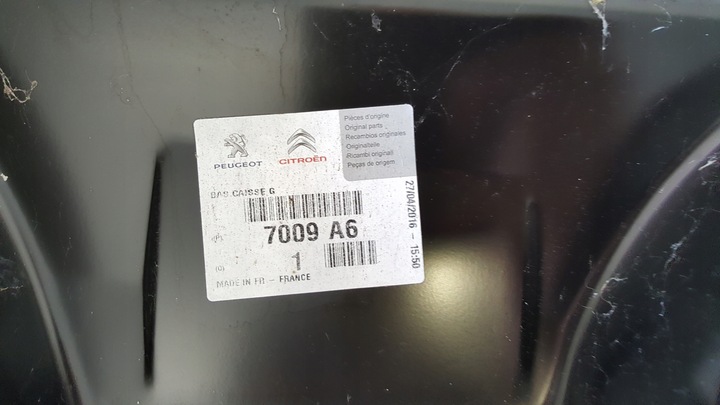 PEUGEOT
CITROËN
Pièces d'origine
Original parts
Recambios originales
Originalteile
Ricambi originali
Peças de origem
BAS CAISSE G
7009 A6
1
(0)
MADE IN FR - FRANCE
27/04/2016 - 15:50